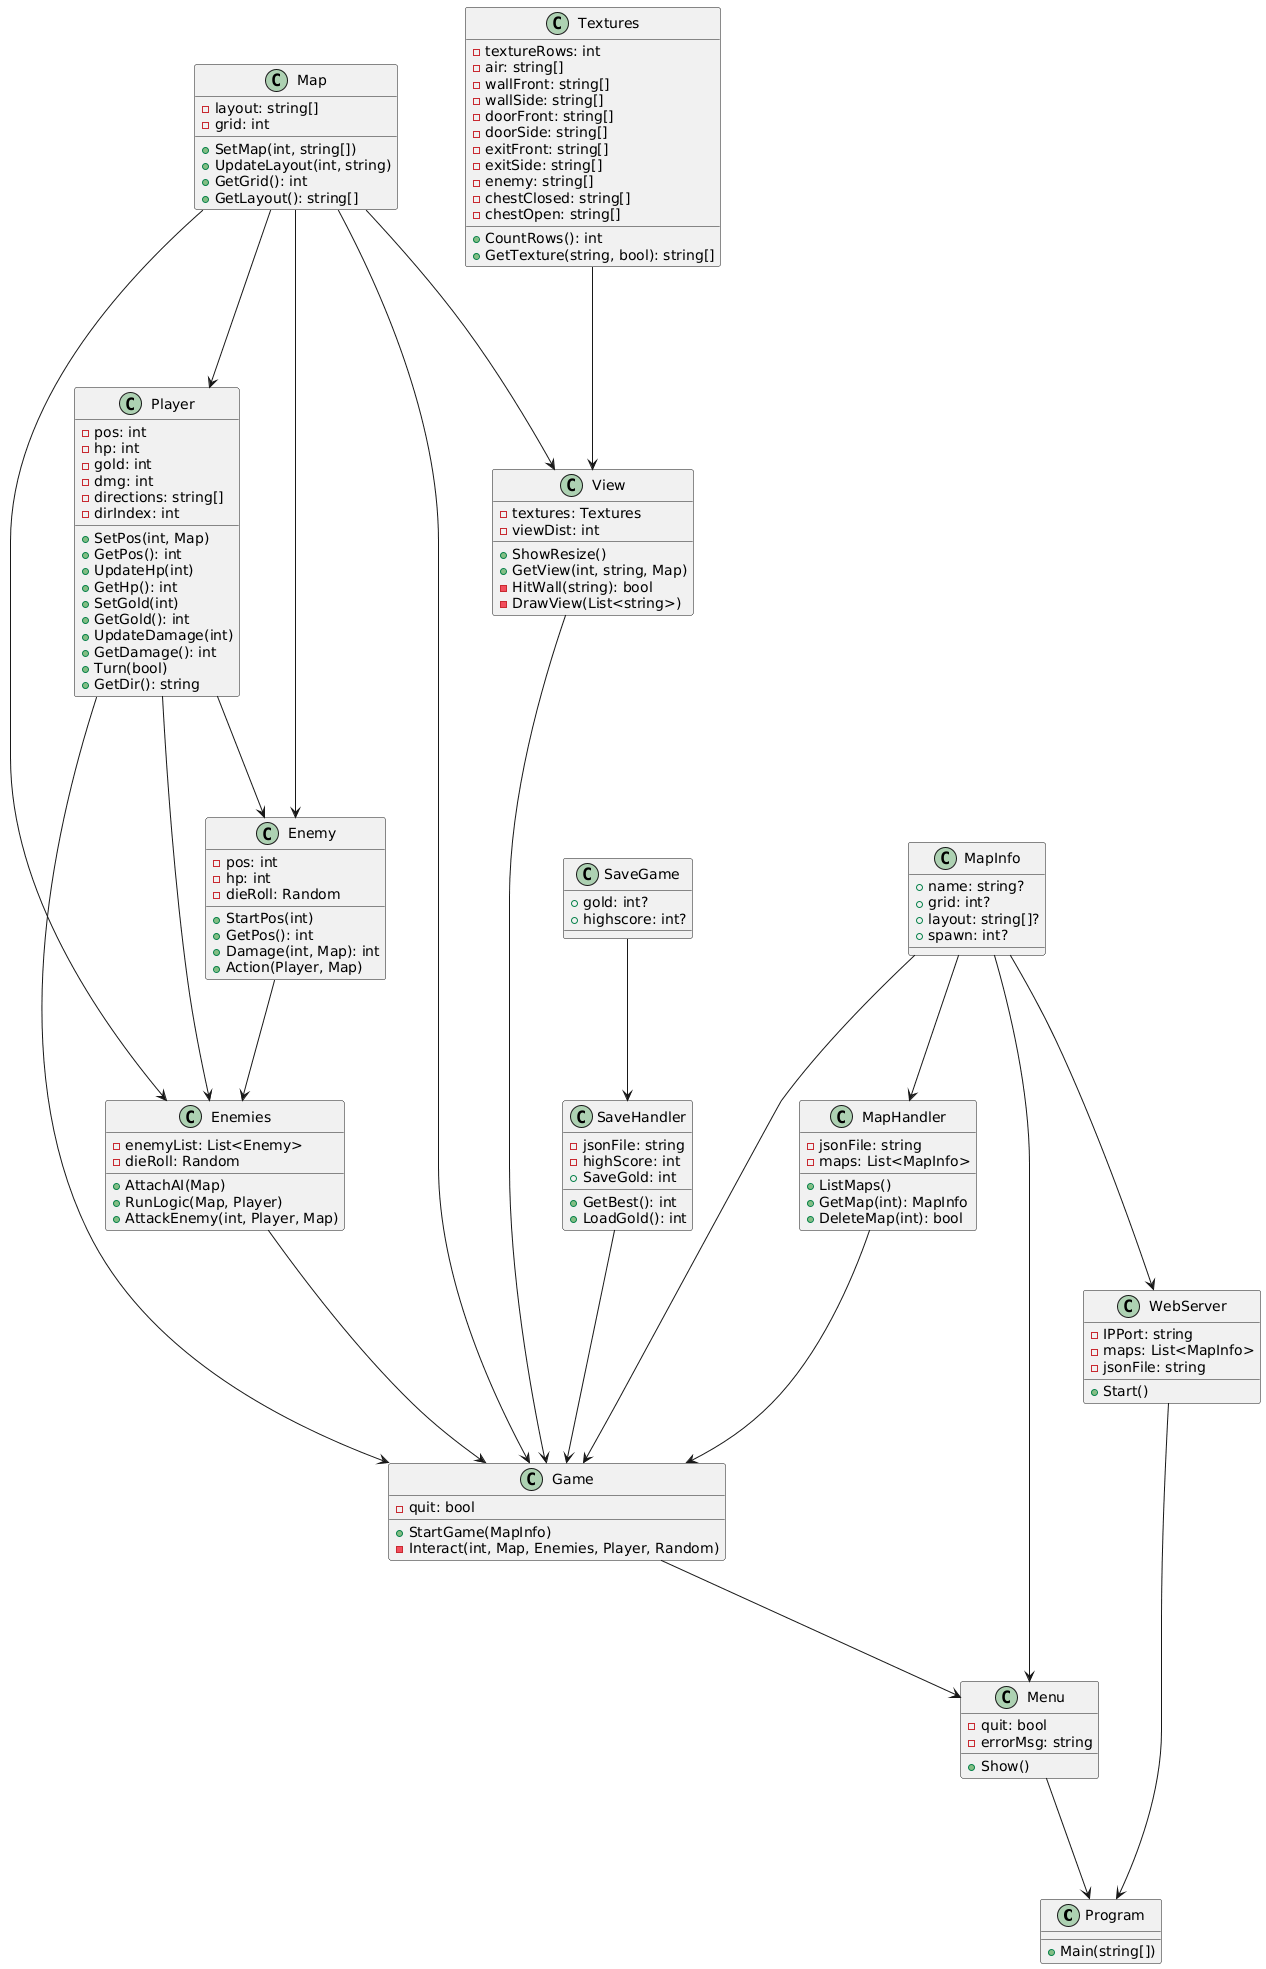 C Textures
textureRows: int
air: string[]
wallFront: string[]
wallSide: string[]
doorFront: string[]
doorSide: string[]
exitFront: string[]
exitSide: string[]
enemy: string[]
chestClosed: string[]
chestOpen: string[]
CountRows(): int
GetTexture(string, bool): string[]
C Map
layout: string[]
grid: int
SetMap(int, string[])
UpdateLayout(int, string)
GetGrid(): int
GetLayout(): string[]
C Player
pos: int
hp: int
gold: int
dmg: int
directions: string[]
dirIndex: int
SetPos(int, Map)
GetPos(): int
UpdateHp(int)
GetHp(): int
SetGold(int)
GetGold(): int
UpdateDamage(int)
GetDamage(): int
Turn(bool)
GetDir(): string
C View
textures: Textures
viewDist: int
ShowResize()
GetView(int, string, Map)
HitWall(string): bool
DrawView(List<string>)
C Enemy
pos: int
hp: int
dieRoll: Random
StartPos(int)
GetPos(): int
Damage(int, Map): int
Action(Player, Map)
C SaveGame
gold: int?
highscore: int?
C MapInfo
name: string?
grid: int?
layout: string[]?
spawn: int?
C Enemies
enemyList: List<Enemy>
dieRoll: Random
AttachAI(Map)
RunLogic(Map, Player)
AttackEnemy(int, Player, Map)
C SaveHandler
jsonFile: string
highScore: int
SaveGold: int
GetBest(): int
LoadGold(): int
C MapHandler
jsonFile: string
maps: List<MapInfo>
ListMaps()
GetMap(int): MapInfo
DeleteMap(int): bool
C WebServer
IPPort: string
maps: List<MapInfo>
jsonFile: string
Start()
C Game
quit: bool
StartGame(MapInfo)
Interact(int, Map, Enemies, Player, Random)
C Menu
quit: bool
errorMsg: string
Show()
C Program
Main(string[])